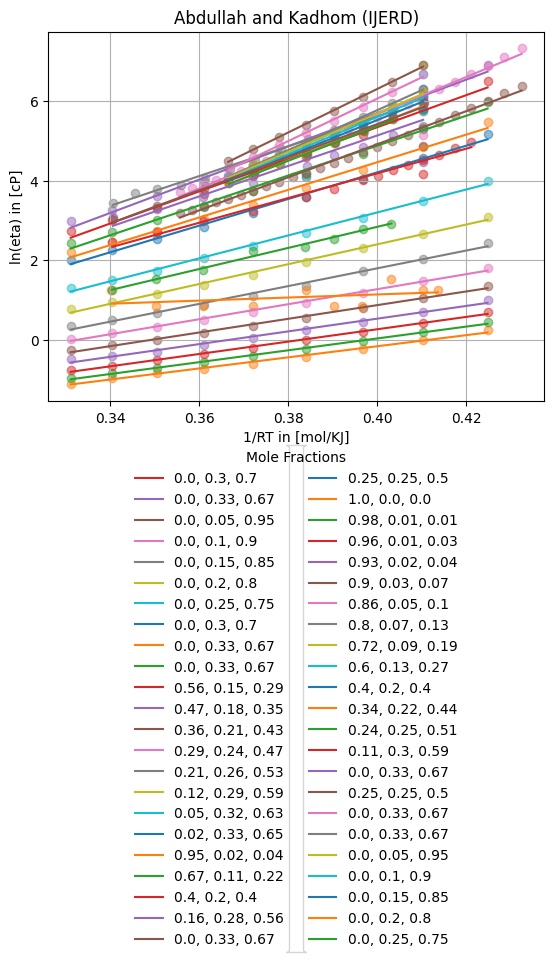 Abdullah and Kadhom (IJERD)
ln(eta) in [cP]
6
4
2
0
0.34 0.36 0.38 0.40 0.42
1/RT in [mol/KJ]
Mole Fractions
0.0, 0.3, 0.7
0.0, 0.33, 0.67
0.0, 0.05, 0.95
0.0, 0.1, 0.9
0.0, 0.15, 0.85
0.0, 0.2, 0.8
0.0, 0.25, 0.75
0.0, 0.3, 0.7
0.0, 0.33, 0.67
0.0, 0.33, 0.67
0.56, 0.15, 0.29
0.47, 0.18, 0.35
0.36, 0.21, 0.43
0.29, 0.24, 0.47
0.21, 0.26, 0.53
0.12, 0.29, 0.59
0.05, 0.32, 0.63
0.02, 0.33, 0.65
0.95, 0.02, 0.04
0.67, 0.11, 0.22
0.4, 0.2, 0.4
0.16, 0.28, 0.56
0.0, 0.33, 0.67
0.25, 0.25, 0.5
1.0, 0.0, 0.0
0.98, 0.01, 0.01
0.96, 0.01, 0.03
0.93, 0.02, 0.04
0.9, 0.03, 0.07
0.86, 0.05, 0.1
0.8, 0.07, 0.13
0.72, 0.09, 0.19
0.6, 0.13, 0.27
0.4, 0.2, 0.4
0.34, 0.22, 0.44
0.24, 0.25, 0.51
0.11, 0.3, 0.59
0.0, 0.33, 0.67
0.25, 0.25, 0.5
0.0, 0.33, 0.67
0.0, 0.33, 0.67
0.0, 0.05, 0.95
0.0, 0.1, 0.9
0.0, 0.15, 0.85
0.0, 0.2, 0.8
0.0, 0.25, 0.75